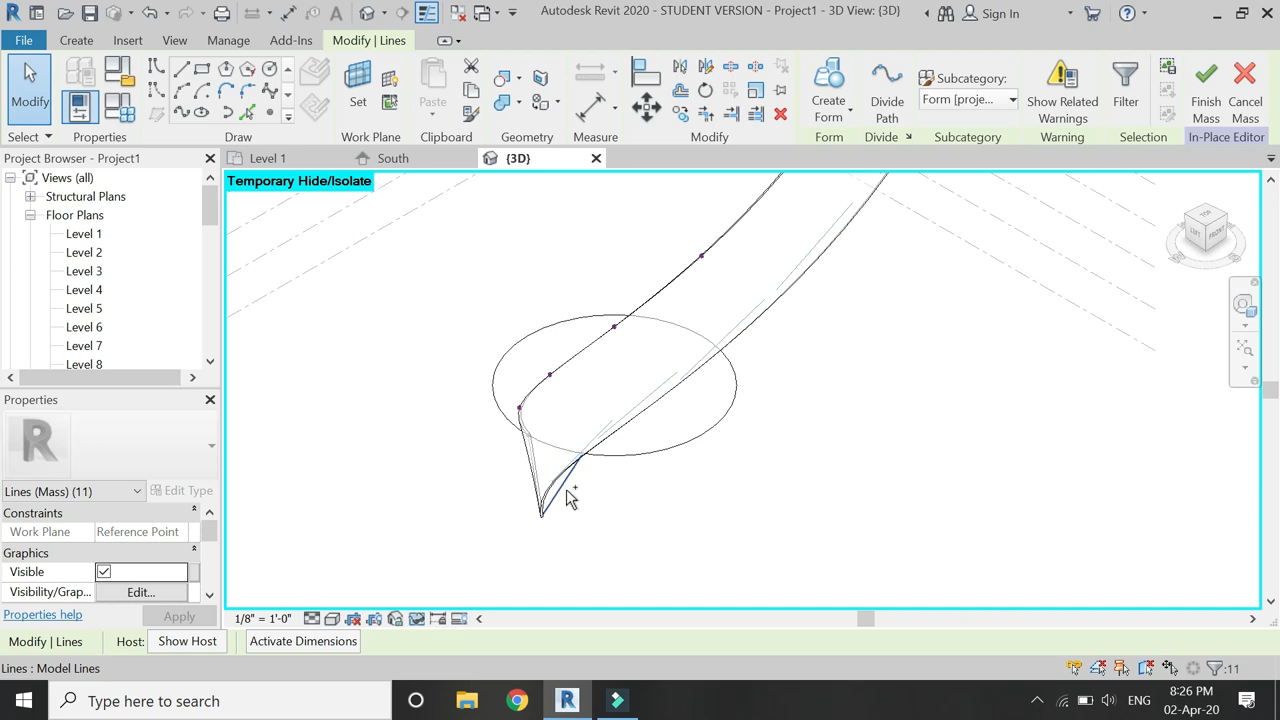 Autodesk Revit 2020 - STUDENT VERSION - Project1 - 3D View: {3D}
Sign In
File
Create
Insert
View
Manage
Add-Ins
Modify | Lines
Modify
Set
Paste
Create
Form
Divide
Path
Subcategory:
Form [proje...
Show Related
Warnings
Filter
Finish
Mass
Cancel
Mass
Select
Properties
Draw
Work Plane
Clipboard
Geometry
Measure
Modify
Form
Divide
Subcategory
Warning
Selection
In-Place Editor
Project Browser - Project1
Level 1
South
{3D}
Views (all)
Structural Plans
Floor Plans
Level 1
Level 2
Level 3
Level 4
Level 5
Level 6
Level 7
Level 8
Temporary Hide/Isolate
TOP
LEFT
FRONT
Properties
Lines (Mass) (11)
Edit Type
Constraints
Work Plane
Reference Point
Graphics
Visible
Visibility/Grap...
Edit...
Properties help
Apply
1/8" = 1'-0"
Modify | Lines
Host:
Show Host
Activate Dimensions
Lines : Model Lines
:11
Type here to search
ENG
8:26 PM
02-Apr-20